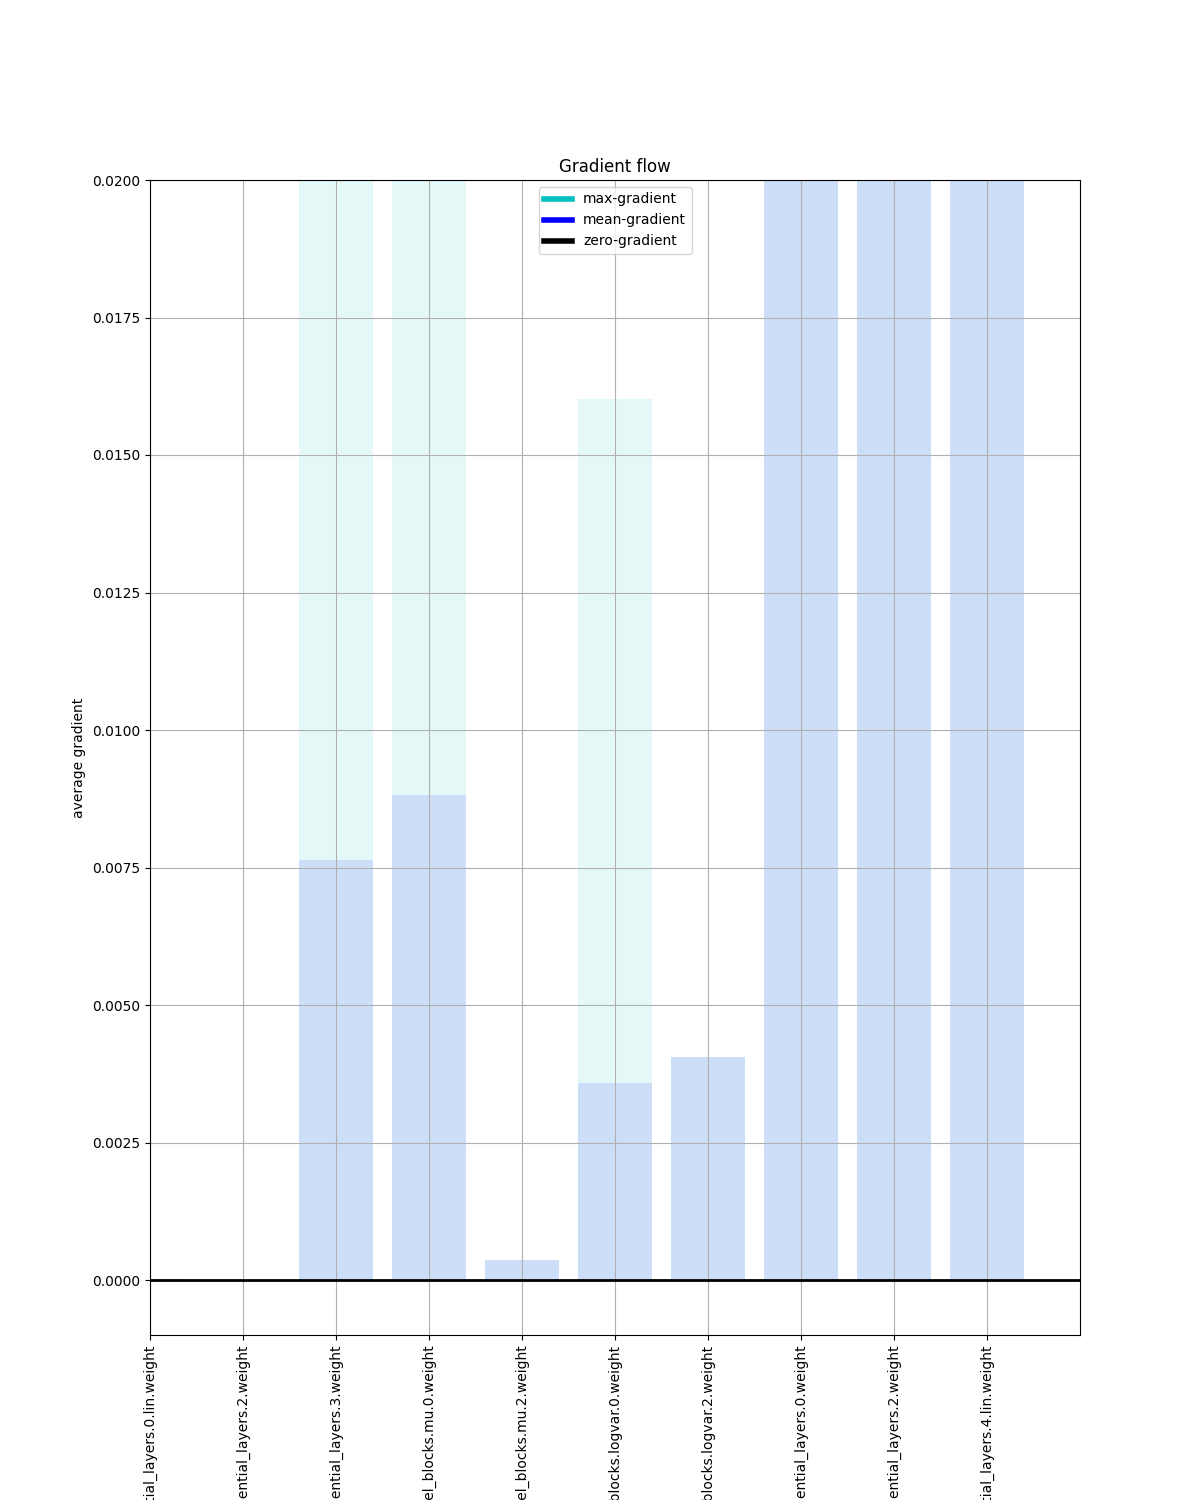 Gradient flow
max-gradient
mean-gradient
zero-gradient
0.0200
0.0175
0.0150
0.0125
0.0100
0.0075
0.0050
0.0025
0.0000
average gradient
tial_layers.0.lin.weight
ential_layers.2.weight
ential_layers.3.weight
el_blocks.mu.0.weight
el_blocks.mu.2.weight
blocks.logvar.0.weight
blocks.logvar.2.weight
ential_layers.0.weight
ential_layers.2.weight
tial_layers.4.lin.weight